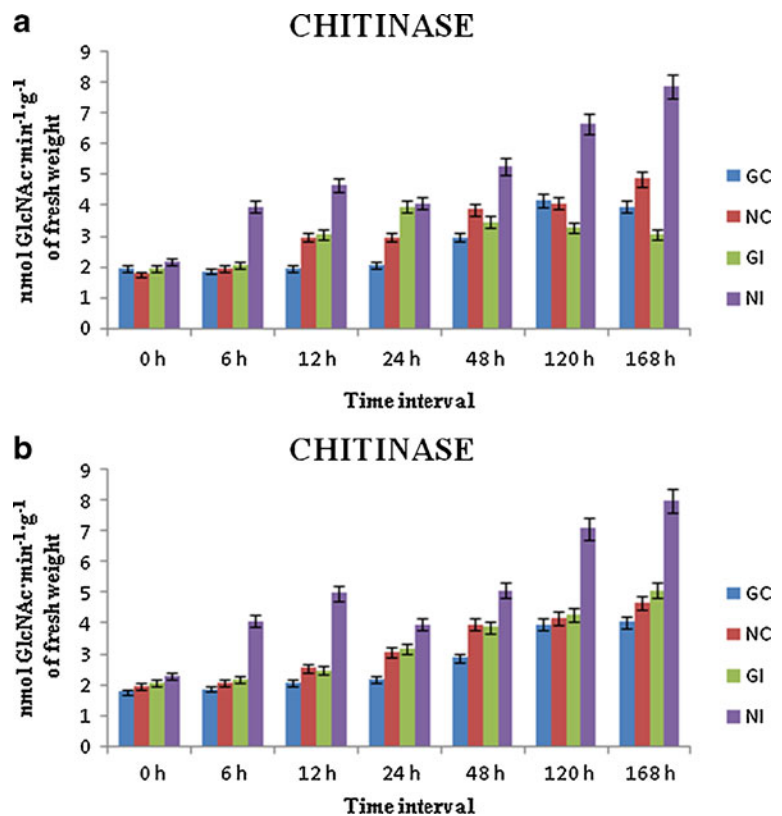 a
CHITINASE
nmol GlcNAc·min⁻¹·g⁻¹
of fresh weight
9
8
7
6
5
4
3
2
1
0
0 h 6 h 12 h 24 h 48 h 120 h 168 h
Time interval
GC
NC
GI
NI
b
CHITINASE
nmol GlcNAc·min⁻¹·g⁻¹
of fresh weight
9
8
7
6
5
4
3
2
1
0
0 h 6 h 12 h 24 h 48 h 120 h 168 h
Time interval
GC
NC
GI
NI